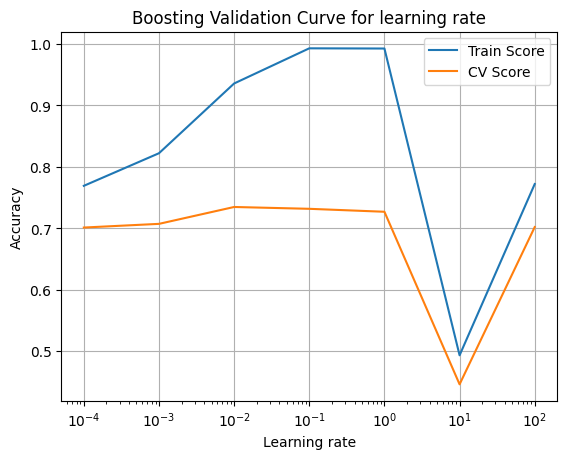 Boosting Validation Curve for learning rate
Train Score
CV Score
Accuracy
1.0
0.9
0.8
0.7
0.6
0.5
10⁻⁴ 10⁻³ 10⁻² 10⁻¹ 10⁰ 10¹ 10²
Learning rate